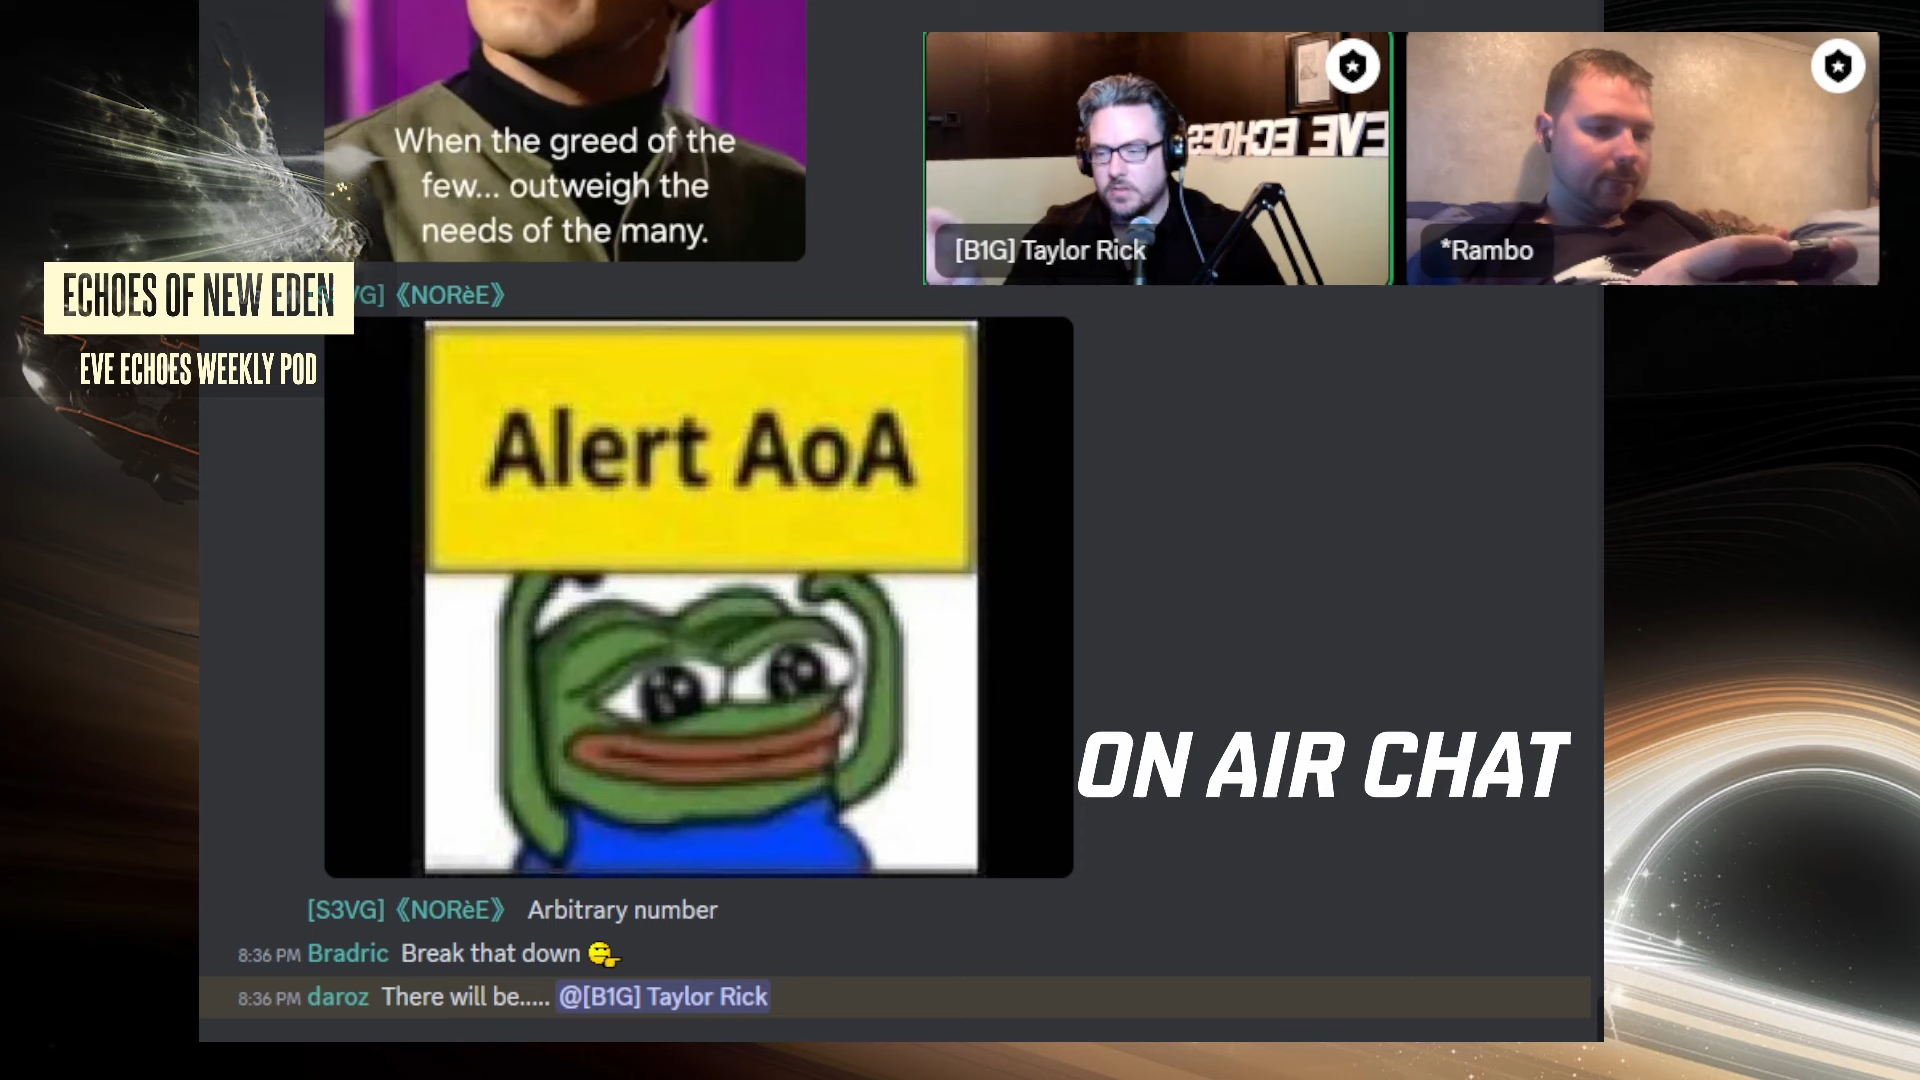 When the greed of the
few... outweigh the
needs of the many.
[B1G] Taylor Rick
*Rambo
EVE ECHOES
ECHOES OF NEW EDEN
VG] 《NORèE》
EVE ECHOES WEEKLY POD
Alert AoA
ON AIR CHAT
[S3VG] 《NORèE》 Arbitrary number
8:36 PM Bradric Break that down
8:36 PM daroz There will be..... @[B1G] Taylor Rick